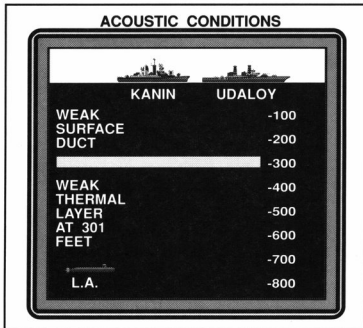 ACOUSTIC CONDITIONS
KANIN UDALOY
WEAK -100
SURFACE
DUCT -200
-300
WEAK -400
THERMAL
LAYER -500
AT 301
FEET -600
-700
L.A. -800